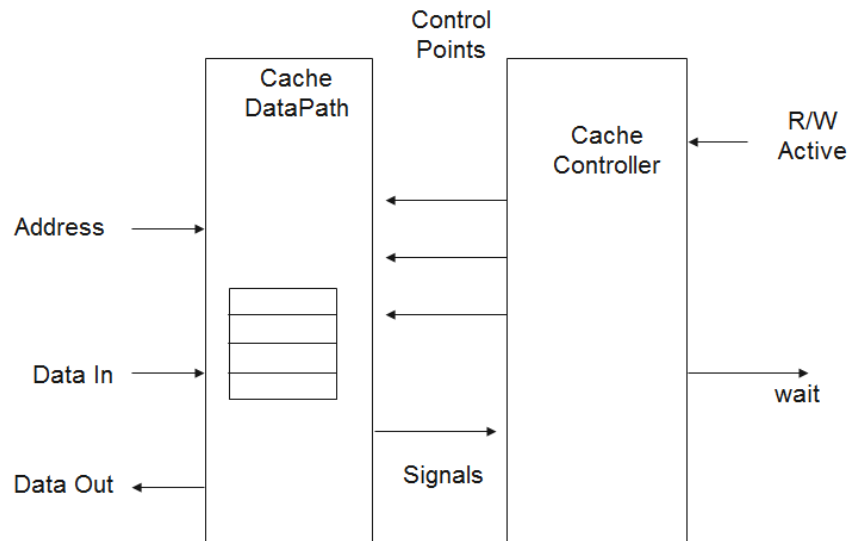 Control
Points
Cache
DataPath
Cache
Controller
R/W
Active
Address
Data In
wait
Signals
Data Out